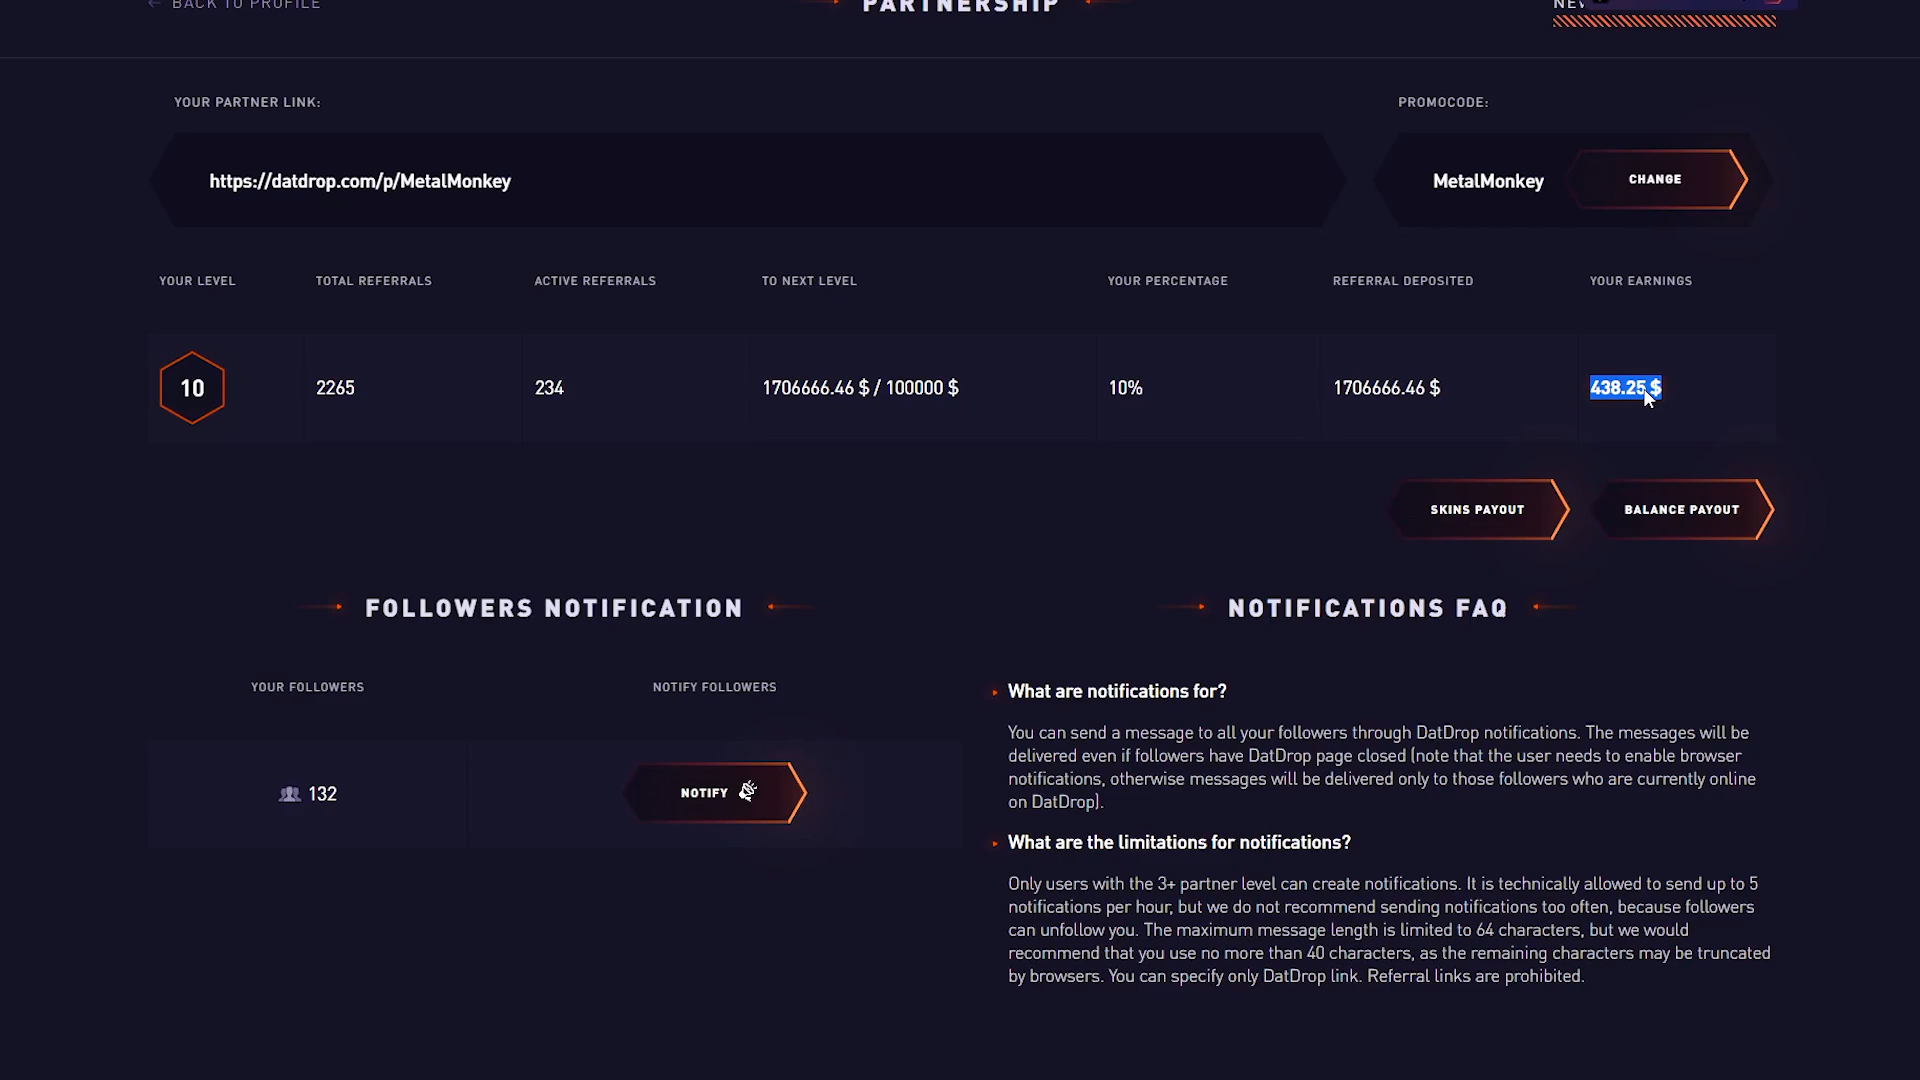 BACK TO PROFILE
PARTNERSHIP
YOUR PARTNER LINK:
PROMOCODE:
https://datdrop.com/p/MetalMonkey
MetalMonkey
CHANGE
YOUR LEVEL
TOTAL REFERRALS
ACTIVE REFERRALS
TO NEXT LEVEL
YOUR PERCENTAGE
REFERRAL DEPOSITED
YOUR EARNINGS
10
2265
234
1706666.46 $ / 100000 $
10%
1706666.46 $
438.25 $
SKINS PAYOUT
BALANCE PAYOUT
FOLLOWERS NOTIFICATION
YOUR FOLLOWERS
NOTIFY FOLLOWERS
132
NOTIFY
NOTIFICATIONS FAQ
What are notifications for?
You can send a message to all your followers through DatDrop notifications. The messages will be
delivered even if followers have DatDrop page closed (note that the user needs to enable browser
notifications, otherwise messages will be delivered only to those followers who are currently online
on DatDrop).
What are the limitations for notifications?
Only users with the 3+ partner level can create notifications. It is technically allowed to send up to 5
notifications per hour, but we do not recommend sending notifications too often, because followers
can unfollow you. The maximum message length is limited to 64 characters, but we would
recommend that you use no more than 40 characters, as the remaining characters may be truncated
by browsers. You can specify only DatDrop link. Referral links are prohibited.